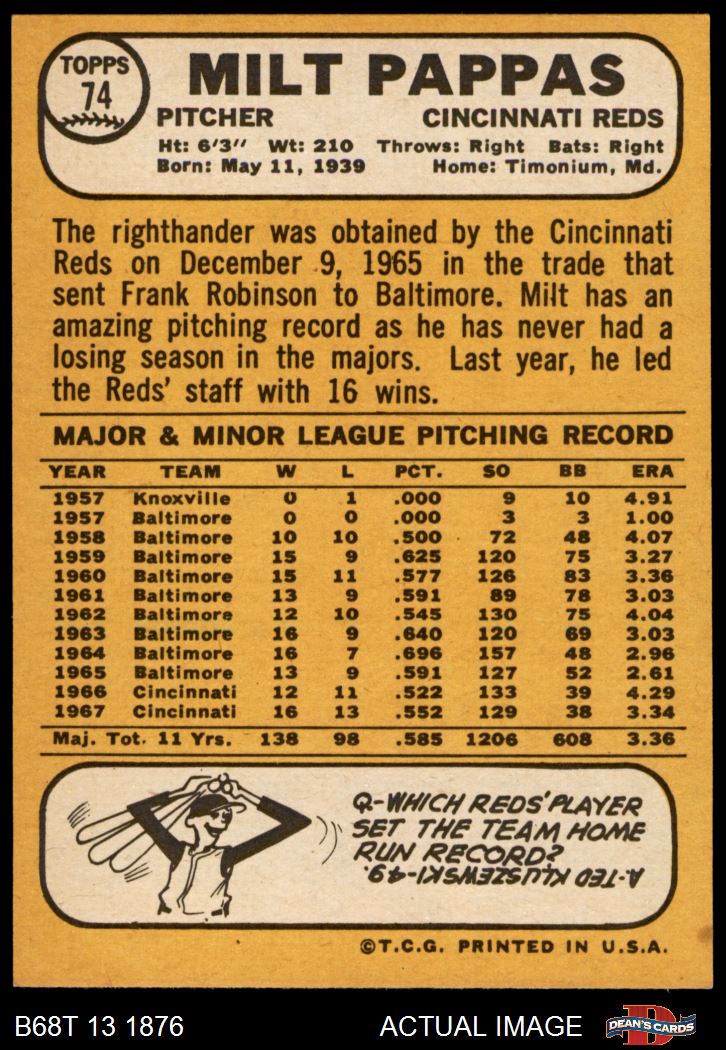 TOPPS
74
MILT PAPPAS
PITCHER CINCINNATI REDS
Ht: 6'3" Wt: 210 Throws: Right Bats: Right
Born: May 11, 1939 Home: Timonium, Md.
The righthander was obtained by the Cincinnati
Reds on December 9, 1965 in the trade that
sent Frank Robinson to Baltimore. Milt has an
amazing pitching record as he has never had a
losing season in the majors. Last year, he led
the Reds' staff with 16 wins.
MAJOR & MINOR LEAGUE PITCHING RECORD
YEAR TEAM W L PCT. SO BB ERA
1957 Knoxville 0 1 .000 9 10 4.91
1957 Baltimore 0 0 .000 3 3 1.00
1958 Baltimore 10 10 .500 72 48 4.07
1959 Baltimore 15 9 .625 120 75 3.27
1960 Baltimore 15 11 .577 126 83 3.36
1961 Baltimore 13 9 .591 89 78 3.03
1962 Baltimore 12 10 .545 130 75 4.04
1963 Baltimore 16 9 .640 120 69 3.03
1964 Baltimore 16 7 .696 157 48 2.96
1965 Baltimore 13 9 .591 127 52 2.61
1966 Cincinnati 12 11 .522 133 39 4.29
1967 Cincinnati 16 13 .552 129 38 3.34
Maj. Tot. 11 Yrs. 138 98 .585 1206 608 3.36
Q-WHICH REDS' PLAYER
SET THE TEAM HOME
RUN RECORD?
A-TED KLUSZEWSKI-49.
©T.C.G. PRINTED IN U.S.A.
B68T 13 1876 ACTUAL IMAGE
DEAN'S CARDS